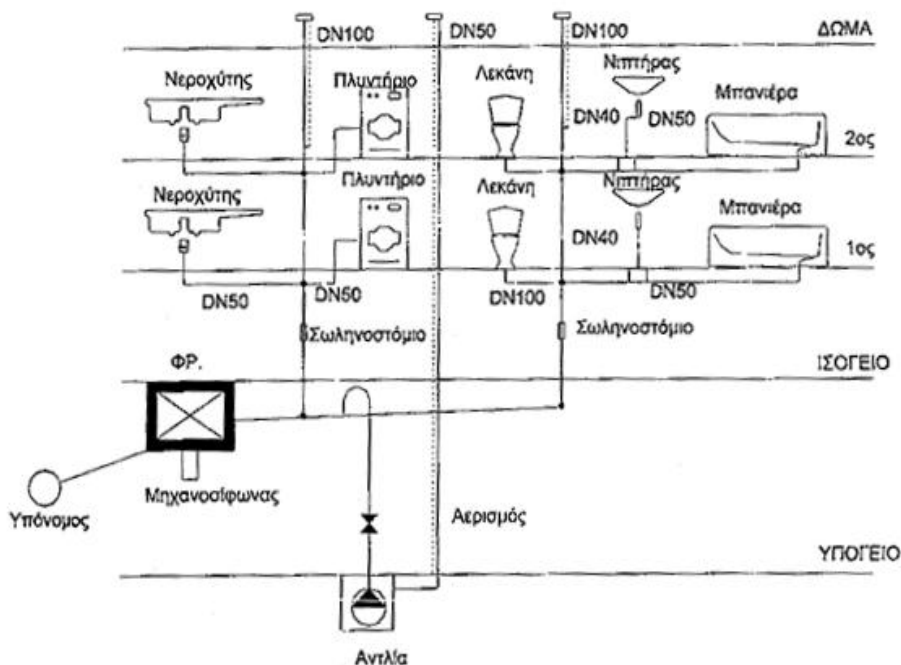 DN100
DN50
DN100
ΔΩΜΑ
Νεροχύτης
Πλυντήριο
Λεκάνη
Νιπτήρας
Μπανιέρα
DN40
DN50
2ος
Νεροχύτης
Πλυντήριο
Λεκάνη
Νιπτήρας
Μπανιέρα
DN40
1ος
DN50
DN50
DN100
DN50
Σωληνοστόμιο
Σωληνοστόμιο
ΦΡ.
ΙΣΟΓΕΙΟ
Μηχανοσίφωνας
Υπόνομος
Αερισμός
ΥΠΟΓΕΙΟ
Αντλία